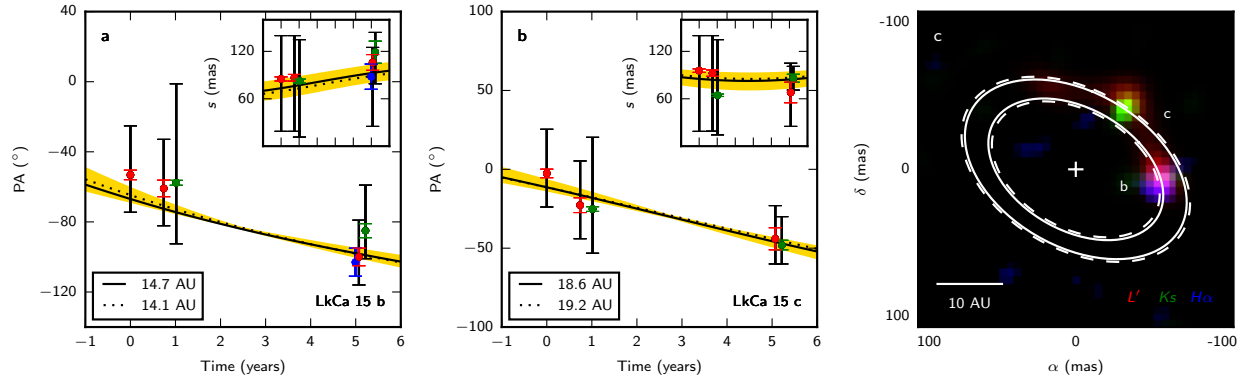 a
120
60
s (mas)
40
0
−40
−80
−120
PA (°)
14.7 AU
14.1 AU
LkCa 15 b
−1 0 1 2 3 4 5 6
Time (years)
b
120
60
s (mas)
100
50
0
−50
−100
PA (°)
18.6 AU
19.2 AU
LkCa 15 c
−1 0 1 2 3 4 5 6
Time (years)
c
-100
0
100
δ (mas)
c
b
10 AU
L′ Ks Hα
100 0 -100
α (mas)